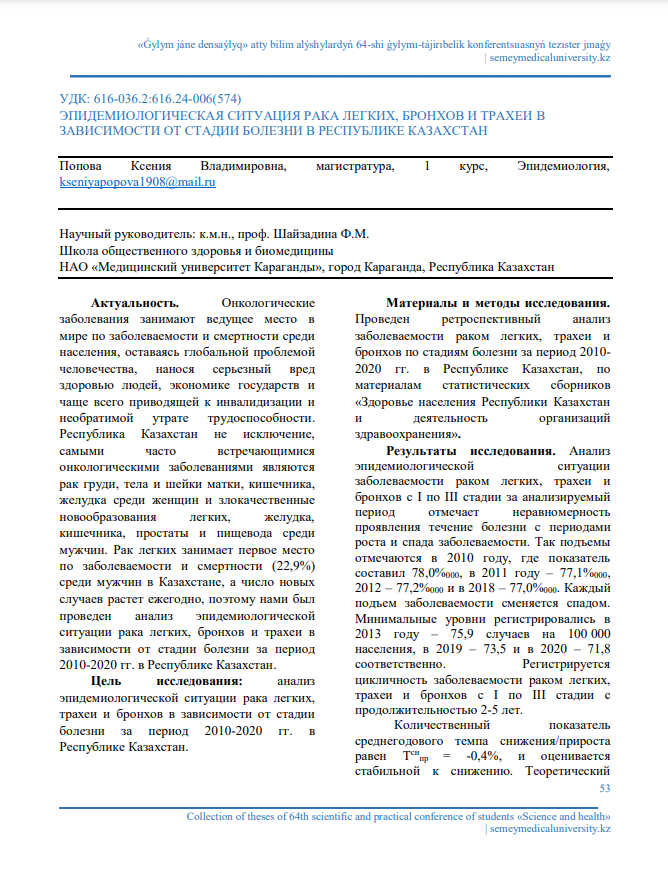 «Ǵylym jáne densaýlyq» atty bilim alýshylardyń 64-shi ǵylymı-tájirıbelik konferentsııasnyń tezıster jınaǵy
| semeymedicaluniversity.kz
УДК: 616-036.2:616.24-006(574)
ЭПИДЕМИОЛОГИЧЕСКАЯ СИТУАЦИЯ РАКА ЛЕГКИХ, БРОНХОВ И ТРАХЕИ В
ЗАВИСИМОСТИ ОТ СТАДИИ БОЛЕЗНИ В РЕСПУБЛИКЕ КАЗАХСТАН
Попова Ксения Владимировна, магистратура, 1 курс, Эпидемиология,
kseniyapopova1908@mail.ru
Научный руководитель: к.м.н., проф. Шайзадина Ф.М.
Школа общественного здоровья и биомедицины
НАО «Медицинский университет Караганды», город Караганда, Республика Казахстан
Актуальность. Онкологические
заболевания занимают ведущее место в
мире по заболеваемости и смертности среди
населения, оставаясь глобальной проблемой
человечества, нанося серьезный вред
здоровью людей, экономике государств и
чаще всего приводящей к инвалидизации и
необратимой утрате трудоспособности.
Республика Казахстан не исключение,
самыми часто встречающимися
онкологическими заболеваниями являются
рак груди, тела и шейки матки, кишечника,
желудка среди женщин и злокачественные
новообразования легких, желудка,
кишечника, простаты и пищевода среди
мужчин. Рак легких занимает первое место
по заболеваемости и смертности (22,9%)
среди мужчин в Казахстане, а число новых
случаев растет ежегодно, поэтому нами был
проведен анализ эпидемиологической
ситуации рака легких, бронхов и трахеи в
зависимости от стадии болезни за период
2010-2020 гг. в Республике Казахстан.
Цель исследования: анализ
эпидемиологической ситуации рака легких,
трахеи и бронхов в зависимости от стадии
болезни за период 2010-2020 гг. в
Республике Казахстан.
Материалы и методы исследования.
Проведен ретроспективный анализ
заболеваемости раком легких, трахеи и
бронхов по стадиям болезни за период 2010-
2020 гг. в Республике Казахстан, по
материалам статистических сборников
«Здоровье населения Республики Казахстан
и деятельность организаций
здравоохранения».
Результаты исследования. Анализ
эпидемиологической ситуации
заболеваемости раком легких, трахеи и
бронхов с I по III стадии за анализируемый
период отмечает неравномерность
проявления течение болезни с периодами
роста и спада заболеваемости. Так подъемы
отмечаются в 2010 году, где показатель
составил 78,0%₀₀₀, в 2011 году – 77,1%₀₀₀,
2012 – 77,2%₀₀₀ и в 2018 – 77,0%₀₀₀. Каждый
подъем заболеваемости сменяется спадом.
Минимальные уровни регистрировались в
2013 году – 75,9 случаев на 100 000
населения, в 2019 – 73,5 и в 2020 – 71,8
соответственно. Регистрируется
цикличность заболеваемости раком легких,
трахеи и бронхов с I по III стадии с
продолжительностью 2-5 лет.
Количественный показатель
среднегодового темпа снижения/прироста
равен Тснпр = -0,4%, и оценивается
стабильной к снижению. Теоретический
53
Collection of theses of 64th scientific and practical conference of students «Science and health»
| semeymedicaluniversity.kz